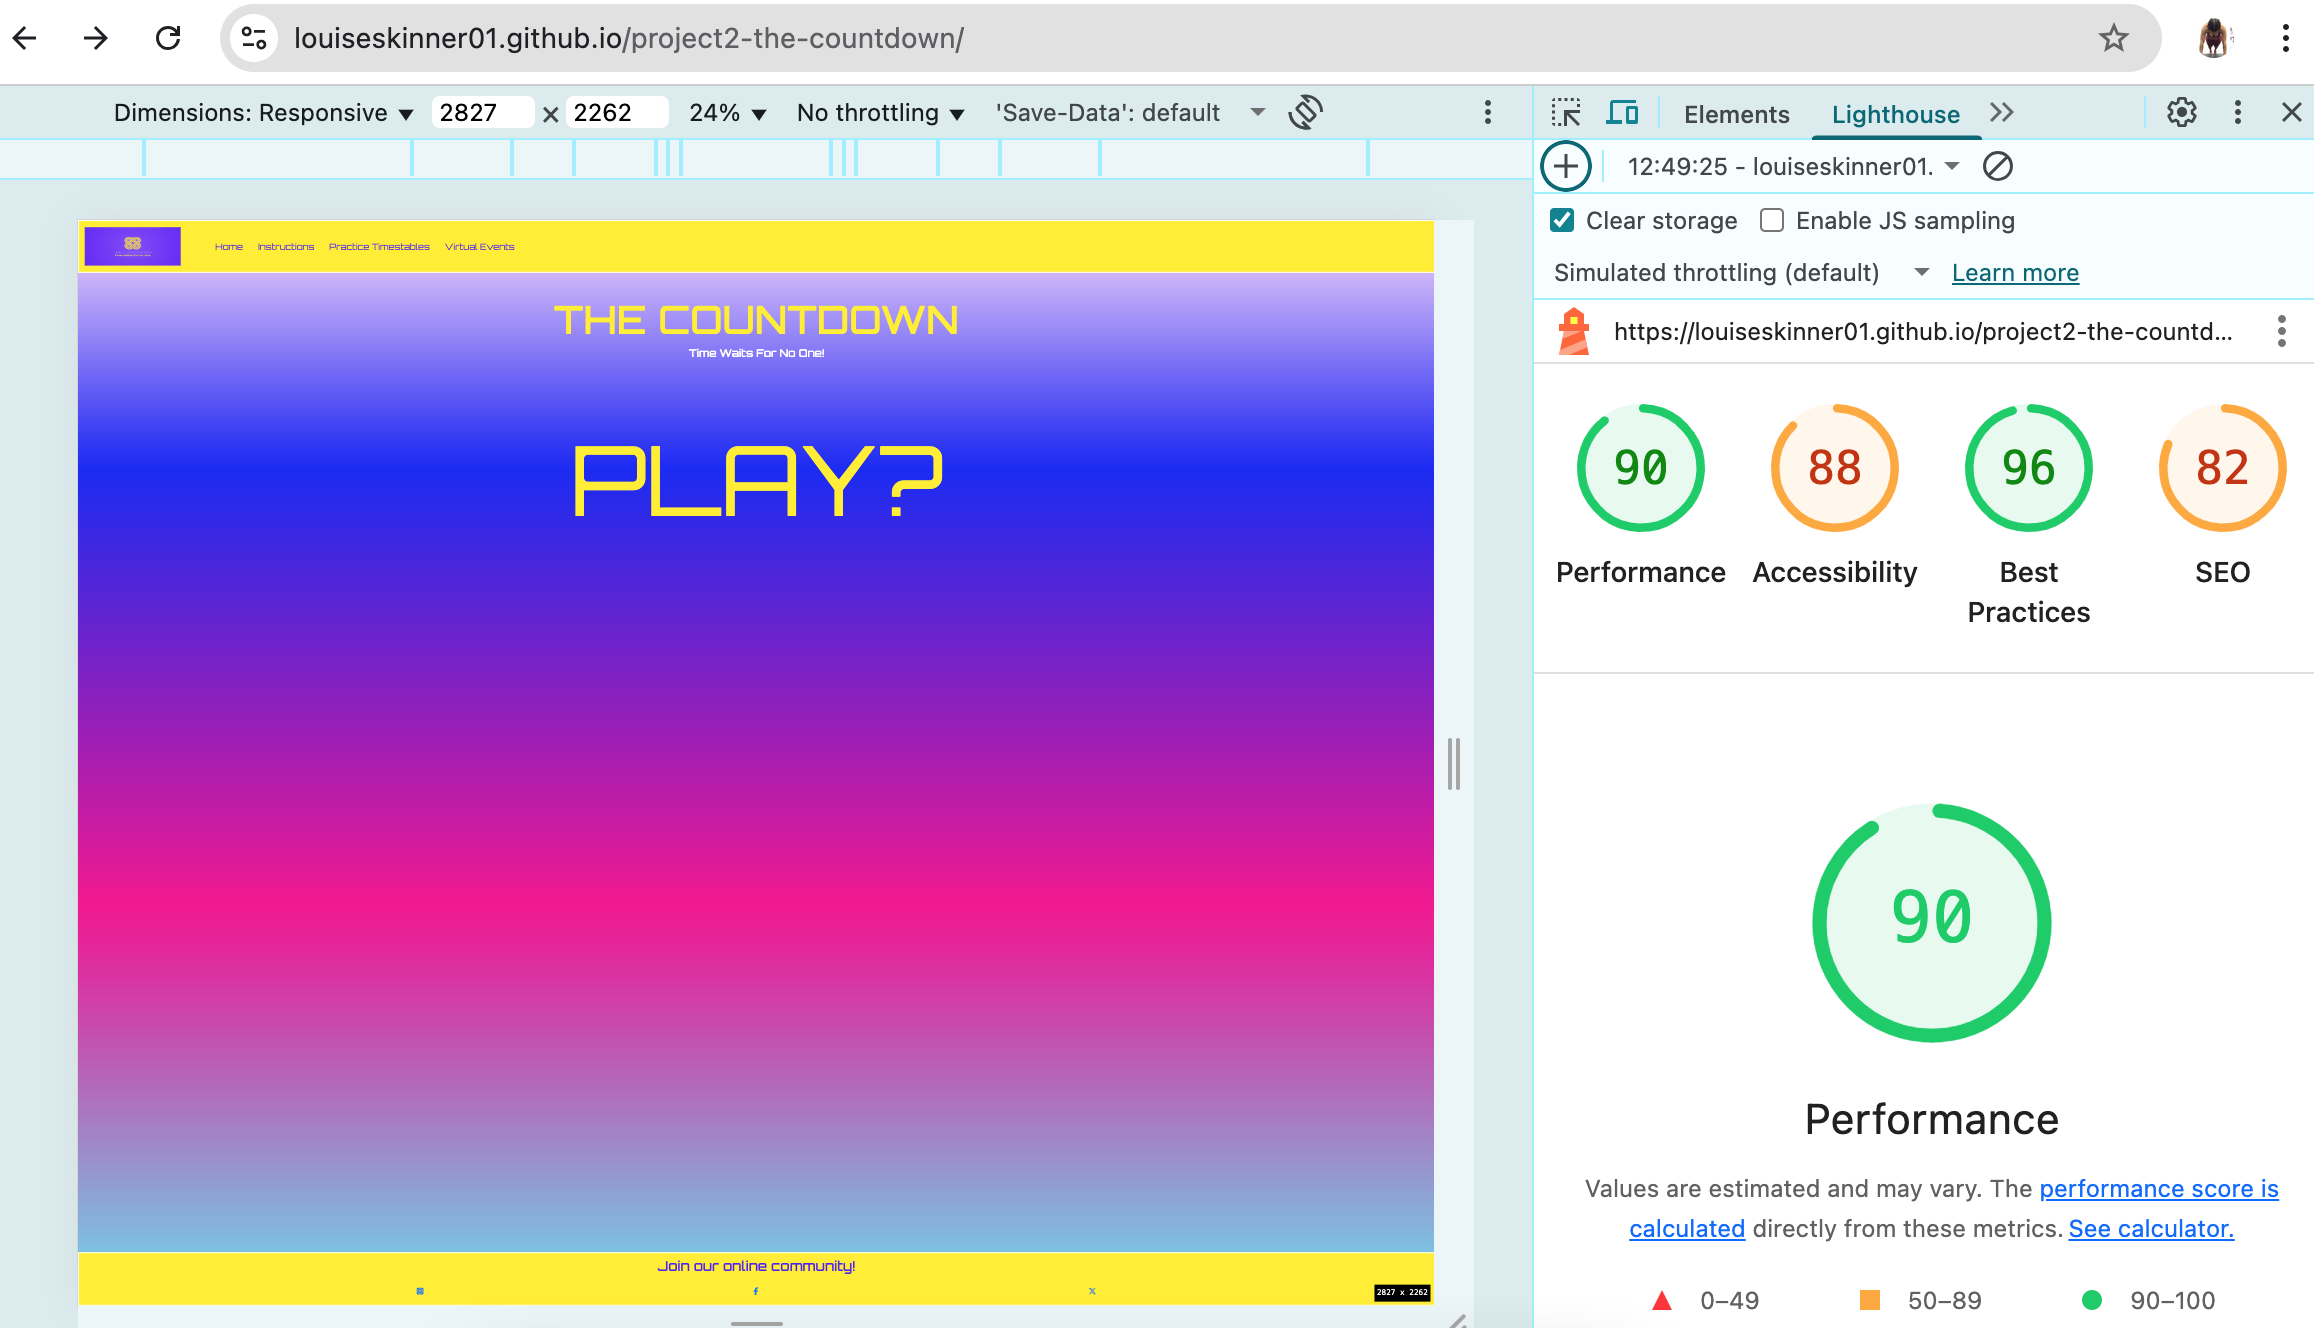 louiseskinner01.github.io/project2-the-countdown/
Dimensions: Responsive 2827 × 2262 24% No throttling 'Save-Data': default
Elements Lighthouse
12:49:25 - louiseskinner01.
Clear storage Enable JS sampling
Simulated throttling (default) Learn more
https://louiseskinner01.github.io/project2-the-countd...
Home Instructions Practice Timestables Virtual Events
THE COUNTDOWN
Time Waits For No One!
PLAY?
Join our online community!
2827 x 2262
90 88 96 82
Performance Accessibility Best Practices SEO
90
Performance
Values are estimated and may vary. The performance score is
calculated directly from these metrics. See calculator.
0–49 50–89 90–100